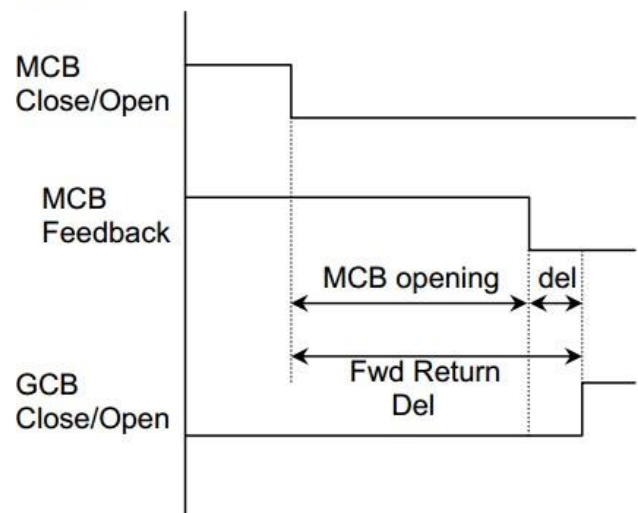 MCB
Close/Open
MCB
Feedback
MCB opening
del
Fwd Return
Del
GCB
Close/Open